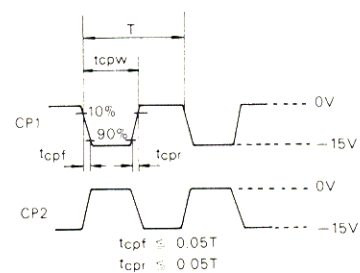 T
tcpw
0V
10%
CP1
90%
-15V
tcpf
tcpr
0V
CP2
-15V
tcpf ≤ 0.05T
tcpr ≤ 0.05T